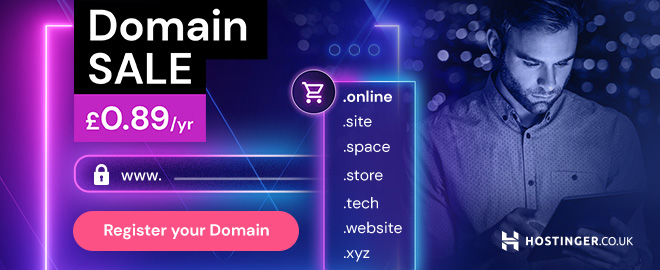 Domain
SALE
£0.89/yr
www.
Register your Domain
.online
.site
.space
.store
.tech
.website
.xyz
HOSTINGER.CO.UK